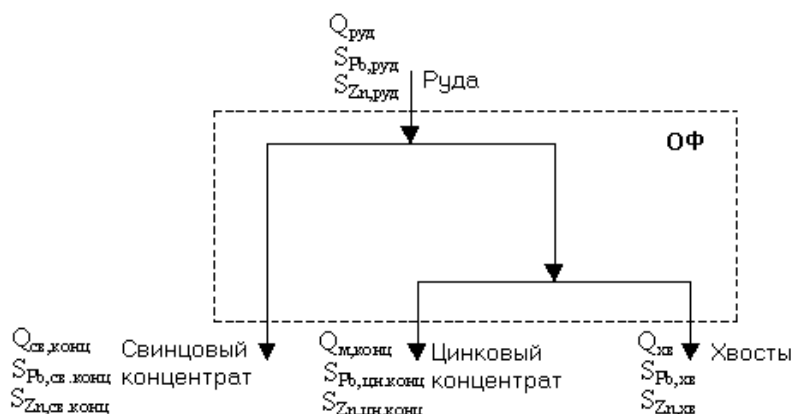 Qруд
SPb,руд
SZn,руд
Руда
ОФ
Qсв,конц
SPb,св.конц
SZn,св.конц
Свинцовый
концентрат
Qм,конц
SPb,цн.конц
SZn,цн.конц
Цинковый
концентрат
Qхв
SPb,хв
SZn,хв
Хвосты